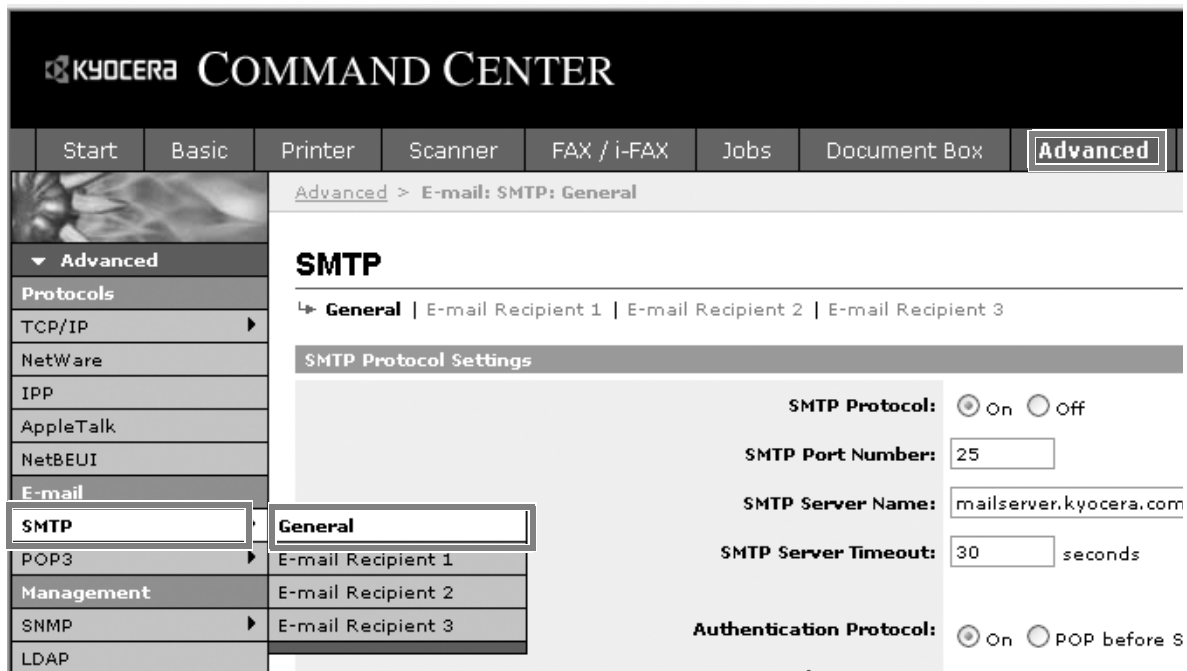 KYOCERA COMMAND CENTER
Start Basic Printer Scanner FAX / i-FAX Jobs Document Box Advanced
Advanced > E-mail: SMTP: General
Advanced
Protocols
TCP/IP
NetWare
IPP
AppleTalk
NetBEUI
E-mail
SMTP
POP3
Management
SNMP
LDAP
General
E-mail Recipient 1
E-mail Recipient 2
E-mail Recipient 3
SMTP
General | E-mail Recipient 1 | E-mail Recipient 2 | E-mail Recipient 3
SMTP Protocol Settings
SMTP Protocol: On Off
SMTP Port Number: 25
SMTP Server Name: mailserver.kyocera.com
SMTP Server Timeout: 30 seconds
Authentication Protocol: On POP before S